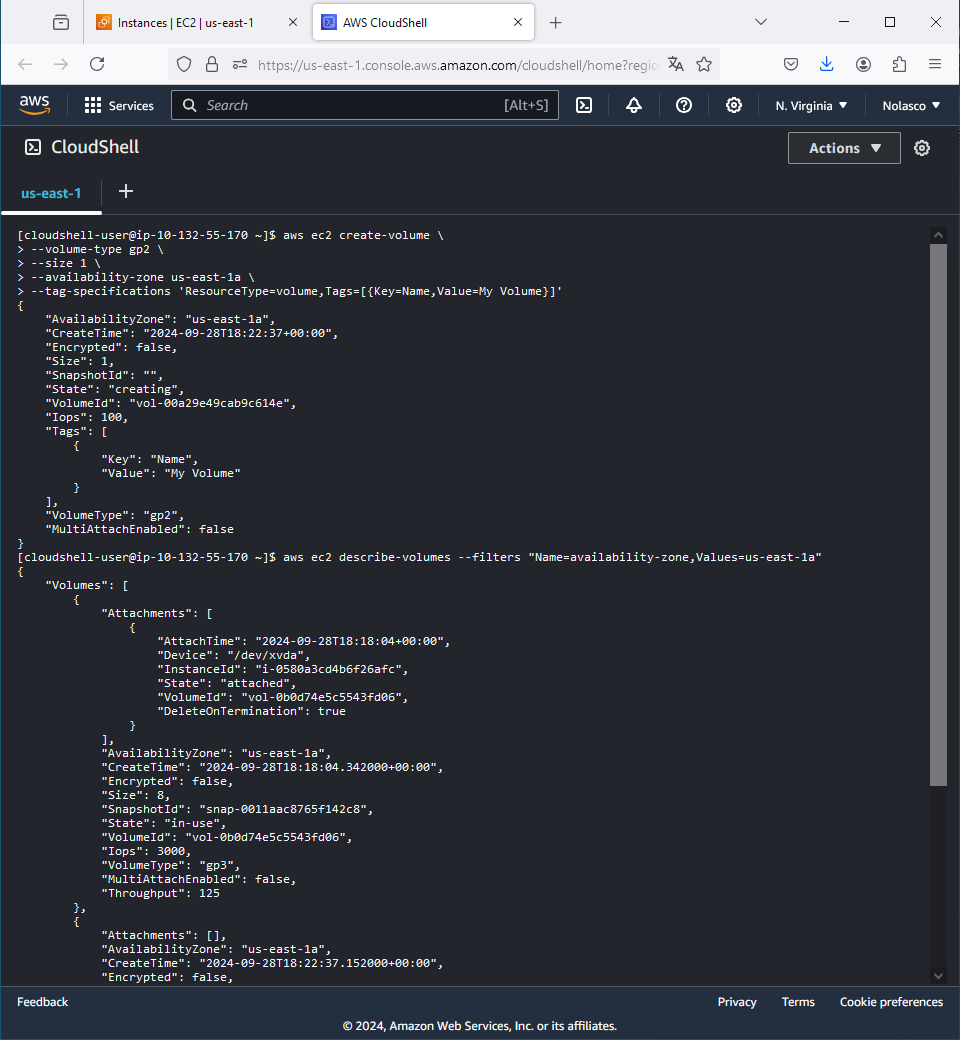 Instances | EC2 | us-east-1
AWS CloudShell
https://us-east-1.console.aws.amazon.com/cloudshell/home?regio
aws
Services
Search
[Alt+S]
N. Virginia
Nolasco
CloudShell
Actions
us-east-1
[cloudshell-user@ip-10-132-55-170 ~]$ aws ec2 create-volume \
> --volume-type gp2 \
> --size 1 \
> --availability-zone us-east-1a \
> --tag-specifications 'ResourceType=volume,Tags=[{Key=Name,Value=My Volume}]'
{
    "AvailabilityZone": "us-east-1a",
    "CreateTime": "2024-09-28T18:22:37+00:00",
    "Encrypted": false,
    "Size": 1,
    "SnapshotId": "",
    "State": "creating",
    "VolumeId": "vol-00a29e49cab9c614e",
    "Iops": 100,
    "Tags": [
        {
            "Key": "Name",
            "Value": "My Volume"
        }
    ],
    "VolumeType": "gp2",
    "MultiAttachEnabled": false
}
[cloudshell-user@ip-10-132-55-170 ~]$ aws ec2 describe-volumes --filters "Name=availability-zone,Values=us-east-1a"
{
    "Volumes": [
        {
            "Attachments": [
                {
                    "AttachTime": "2024-09-28T18:18:04+00:00",
                    "Device": "/dev/xvda",
                    "InstanceId": "i-0580a3cd4b6f26afc",
                    "State": "attached",
                    "VolumeId": "vol-0b0d74e5c5543fd06",
                    "DeleteOnTermination": true
                }
            ],
            "AvailabilityZone": "us-east-1a",
            "CreateTime": "2024-09-28T18:18:04.342000+00:00",
            "Encrypted": false,
            "Size": 8,
            "SnapshotId": "snap-0011aac8765f142c8",
            "State": "in-use",
            "VolumeId": "vol-0b0d74e5c5543fd06",
            "Iops": 3000,
            "VolumeType": "gp3",
            "MultiAttachEnabled": false,
            "Throughput": 125
        },
        {
            "Attachments": [],
            "AvailabilityZone": "us-east-1a",
            "CreateTime": "2024-09-28T18:22:37.152000+00:00",
            "Encrypted": false,
Feedback
Privacy
Terms
Cookie preferences
© 2024, Amazon Web Services, Inc. or its affiliates.